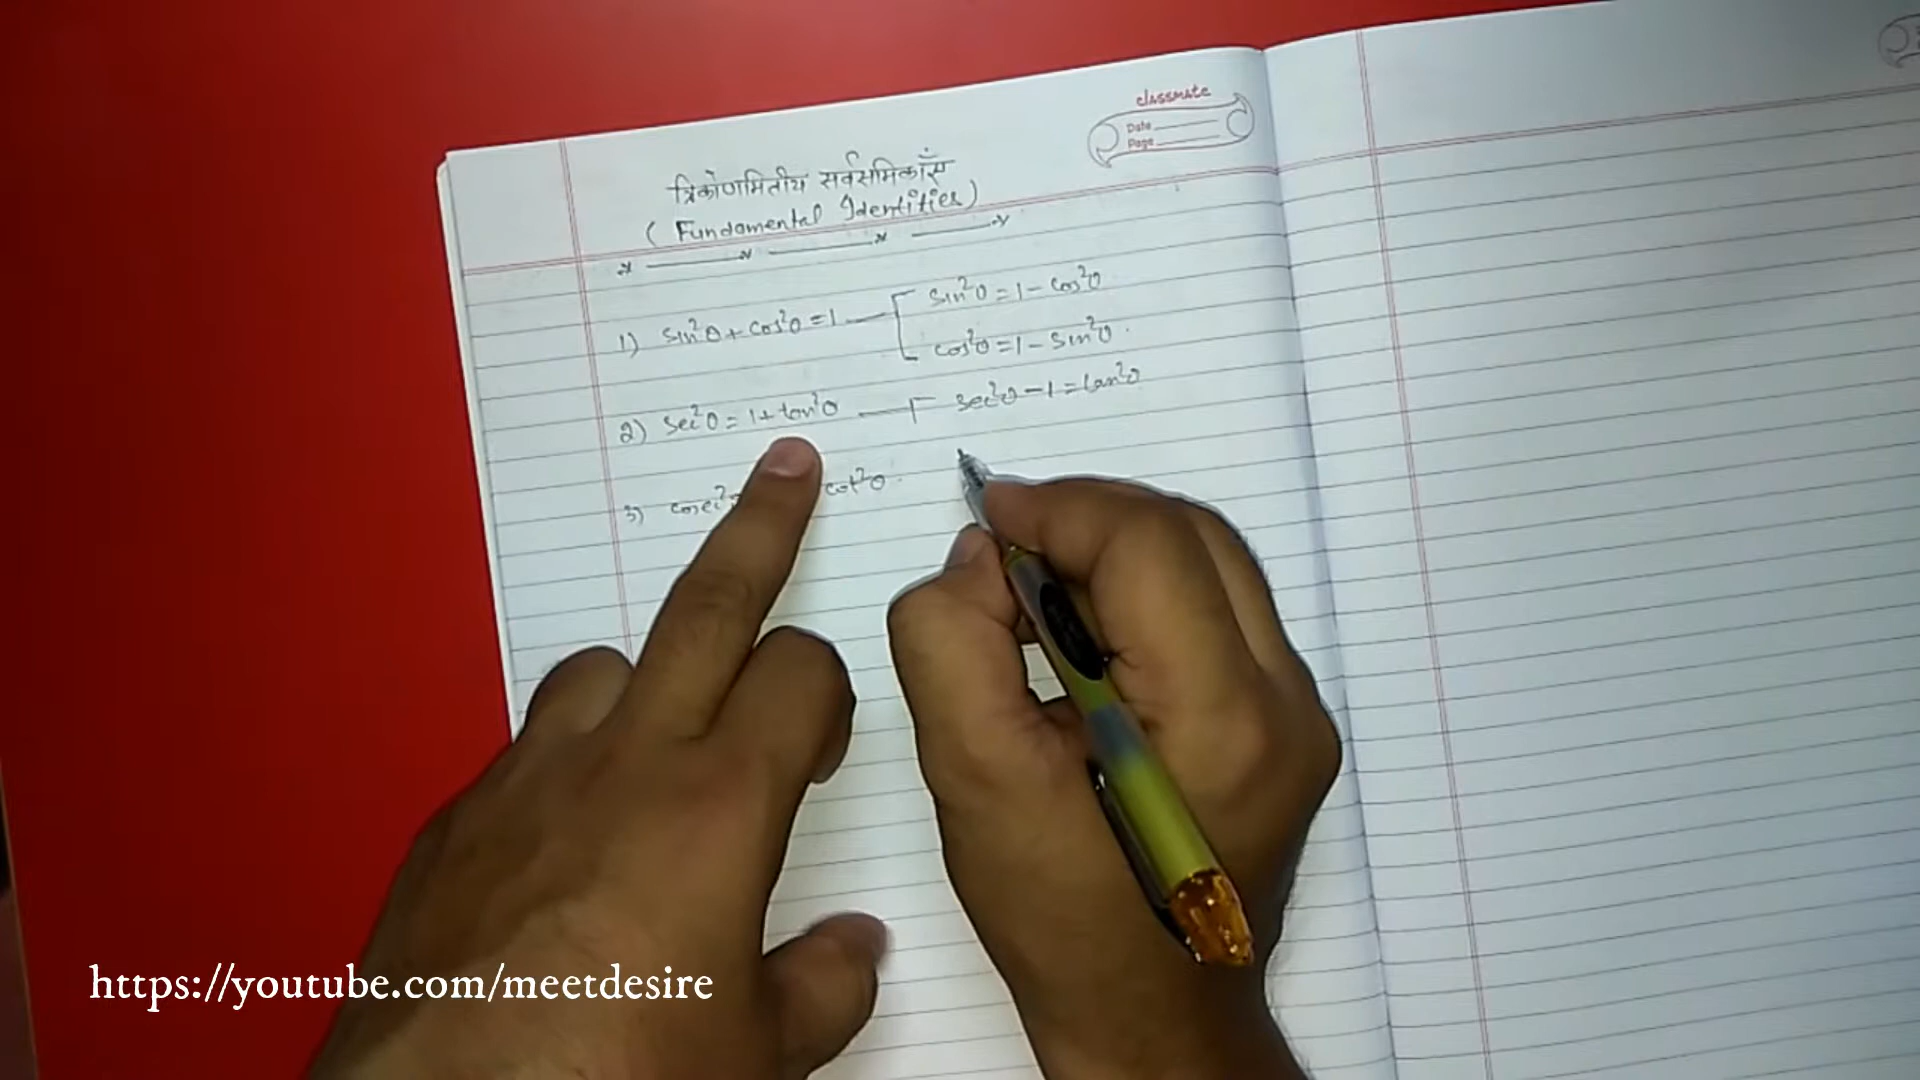 classmate
Date
Page
त्रिकोणमितीय सर्वसमिकाएँ
( Fundamental Identities )
1) sin²θ + cos²θ = 1
sin²θ = 1 - cos²θ
cos²θ = 1 - sin²θ.
2) sec²θ = 1 + tan²θ
sec²θ - 1 = tan²θ
3) cosec² cot²θ.
https://youtube.com/meetdesire